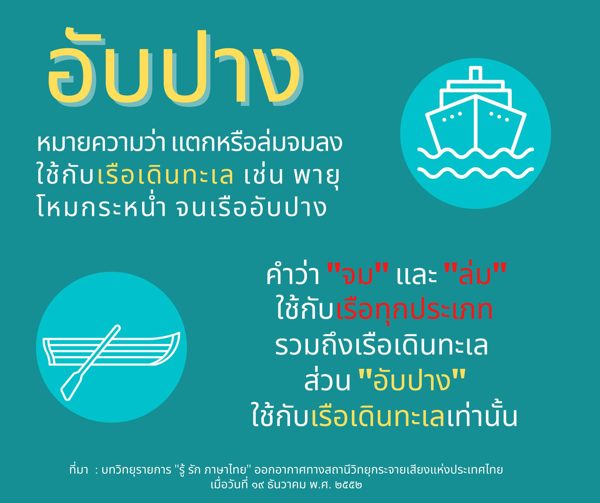 อับปาง
หมายความว่า แตกหรือล่มจมลง
ใช้กับเรือเดินทะเล เช่น พายุ
โหมกระหน่ำ จนเรืออับปาง
คำว่า "จม" และ "ล่ม"
ใช้กับเรือทุกประเภท
รวมถึงเรือเดินทะเล
ส่วน "อับปาง"
ใช้กับเรือเดินทะเลเท่านั้น
ที่มา : บทวิทยุรายการ "รู้ รัก ภาษาไทย" ออกอากาศทางสถานีวิทยุกระจายเสียงแห่งประเทศไทย
เมื่อวันที่ ๑๙ ธันวาคม พ.ศ. ๒๕๕๒